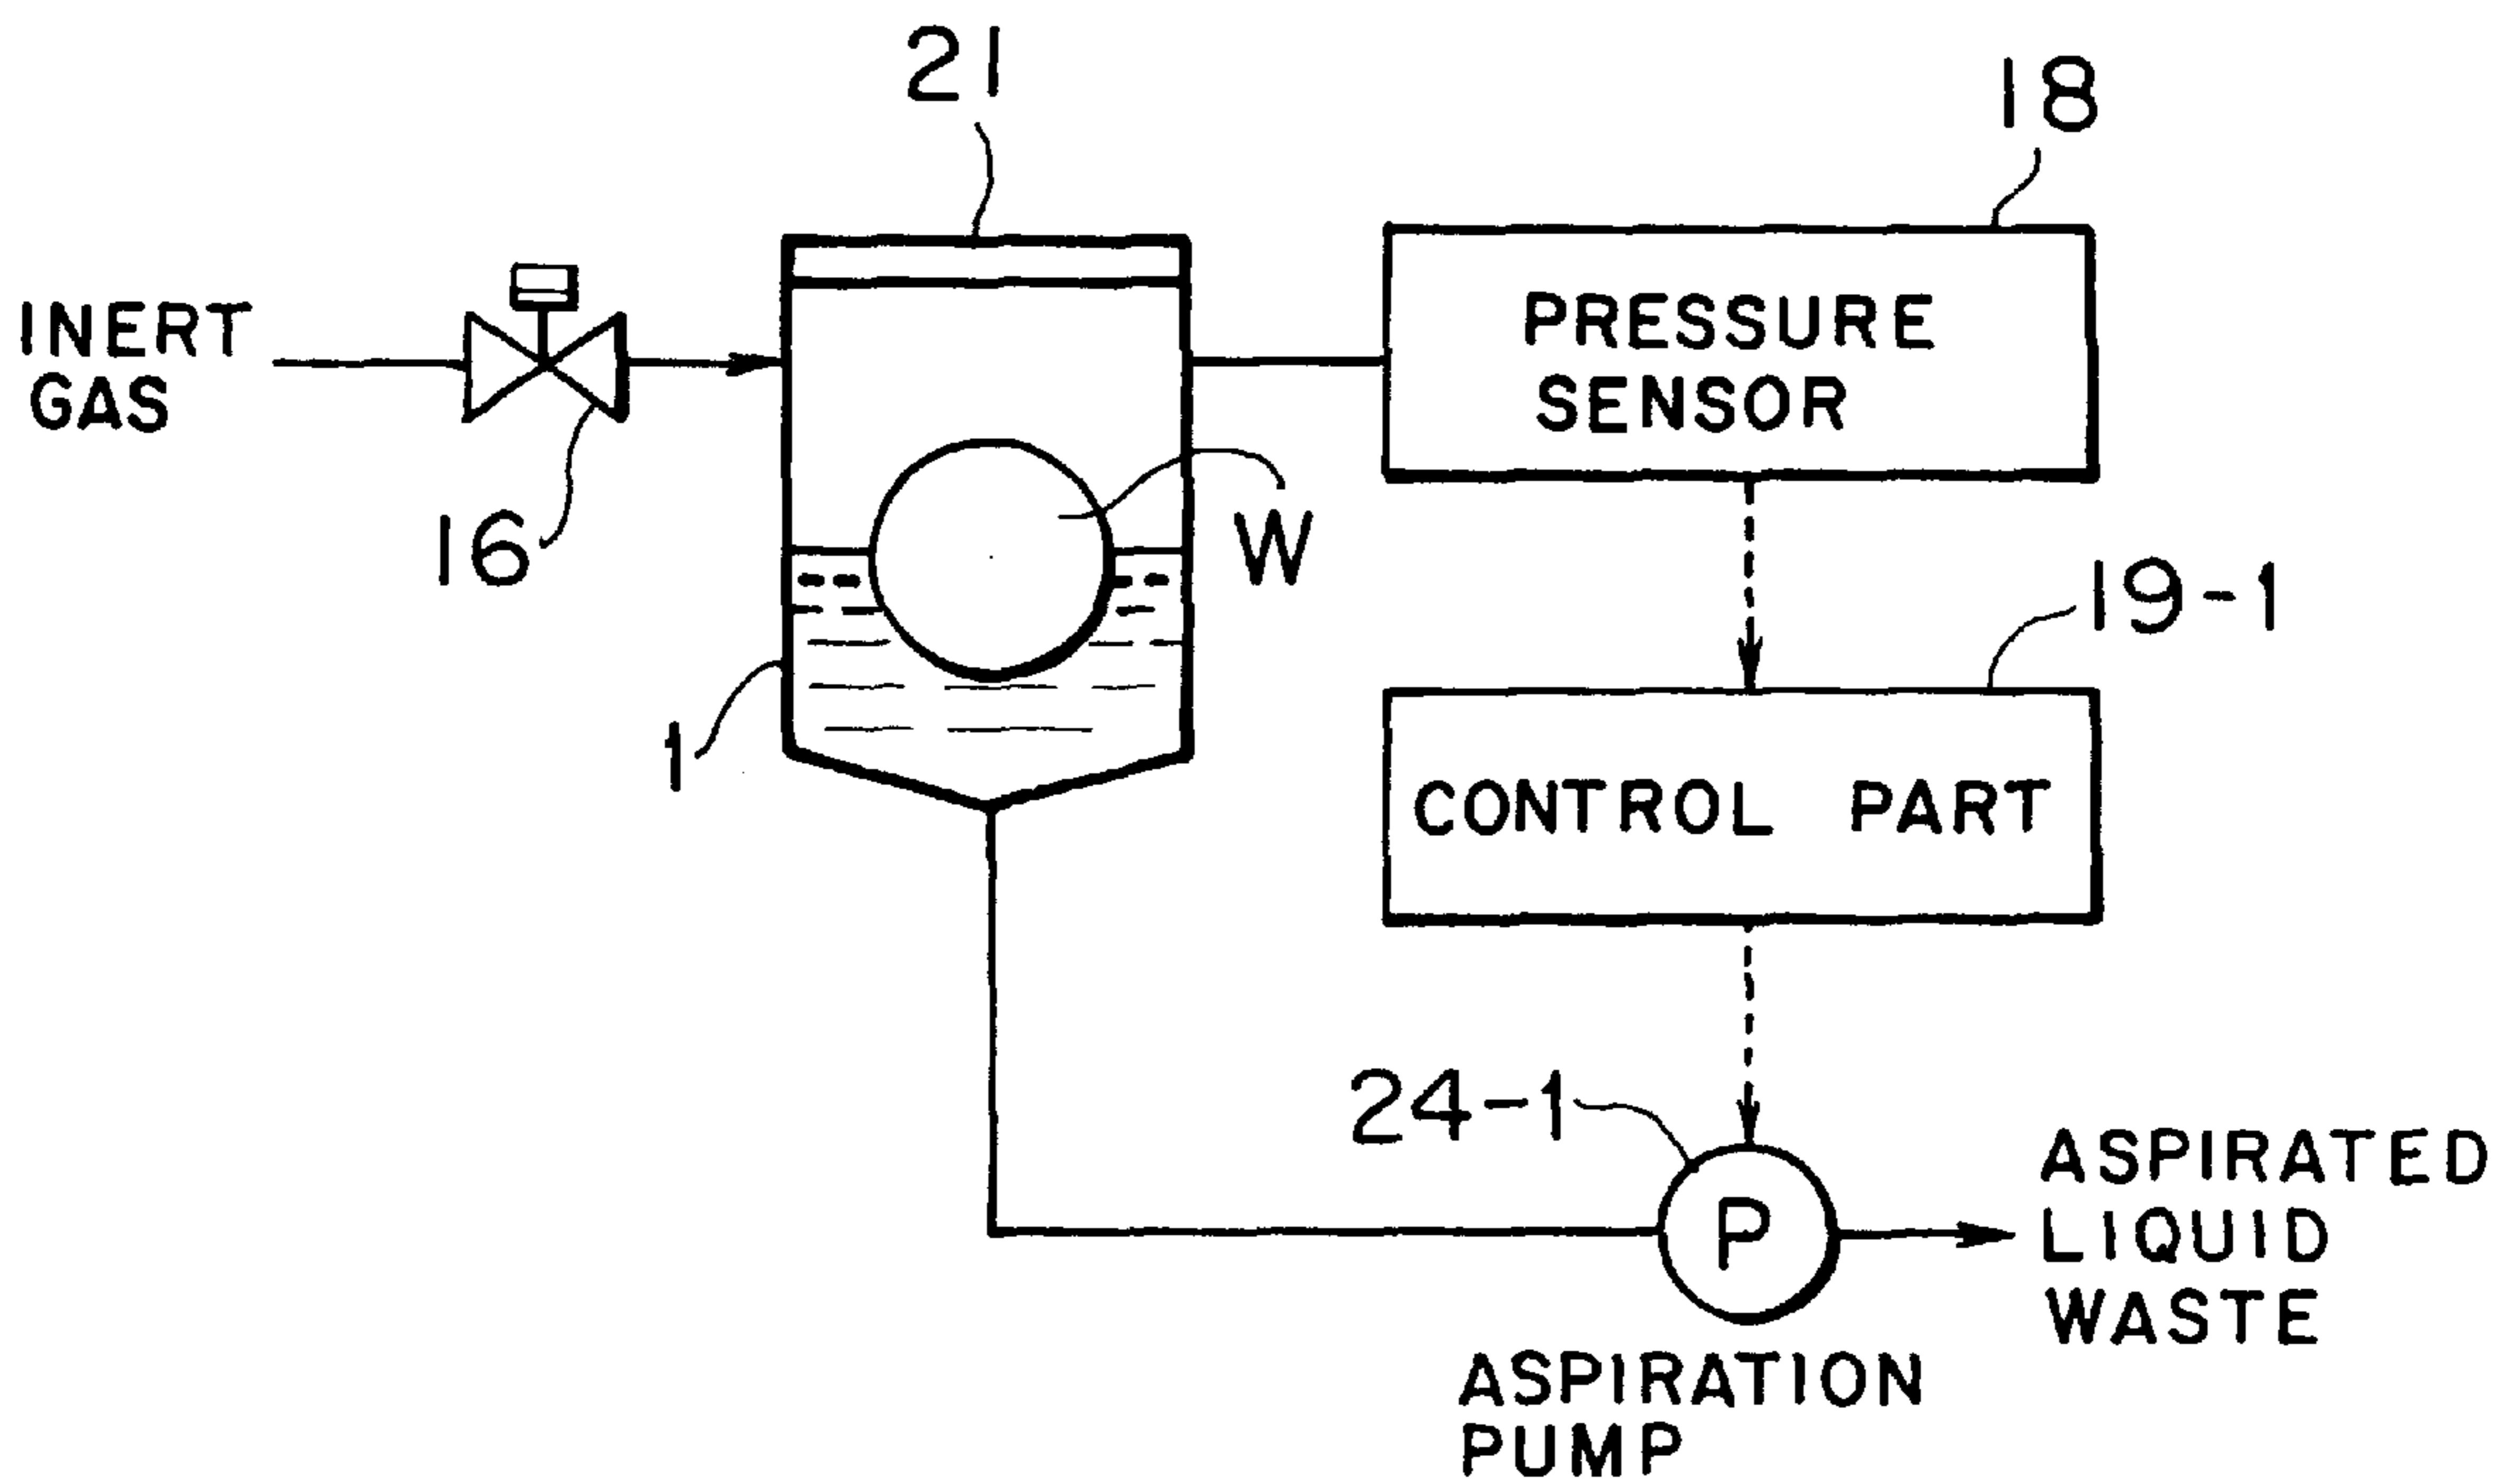 21
18
INERT
GAS
PRESSURE
SENSOR
16
W
19-1
1
CONTROL PART
24-1
P
ASPIRATED
LIQUID
WASTE
ASPIRATION
PUMP